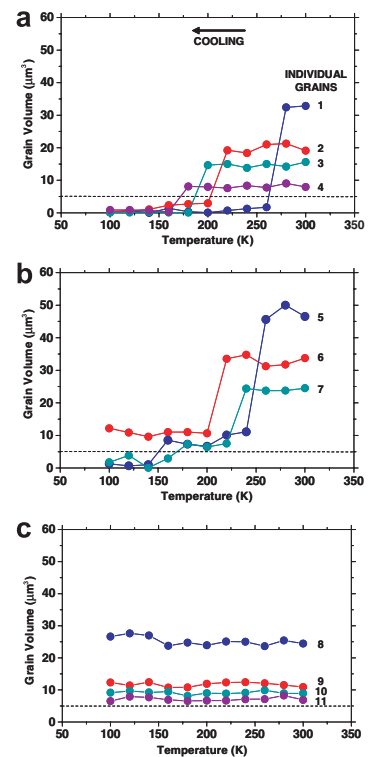 a
60
50
40
30
20
10
0
Grain Volume (μm³)
COOLING
INDIVIDUAL
GRAINS
1
2
3
4
50 100 150 200 250 300 350
Temperature (K)
b
60
50
40
30
20
10
0
Grain Volume (μm³)
5
6
7
50 100 150 200 250 300 350
Temperature (K)
c
60
50
40
30
20
10
0
Grain Volume (μm³)
8
9
10
11
50 100 150 200 250 300 350
Temperature (K)